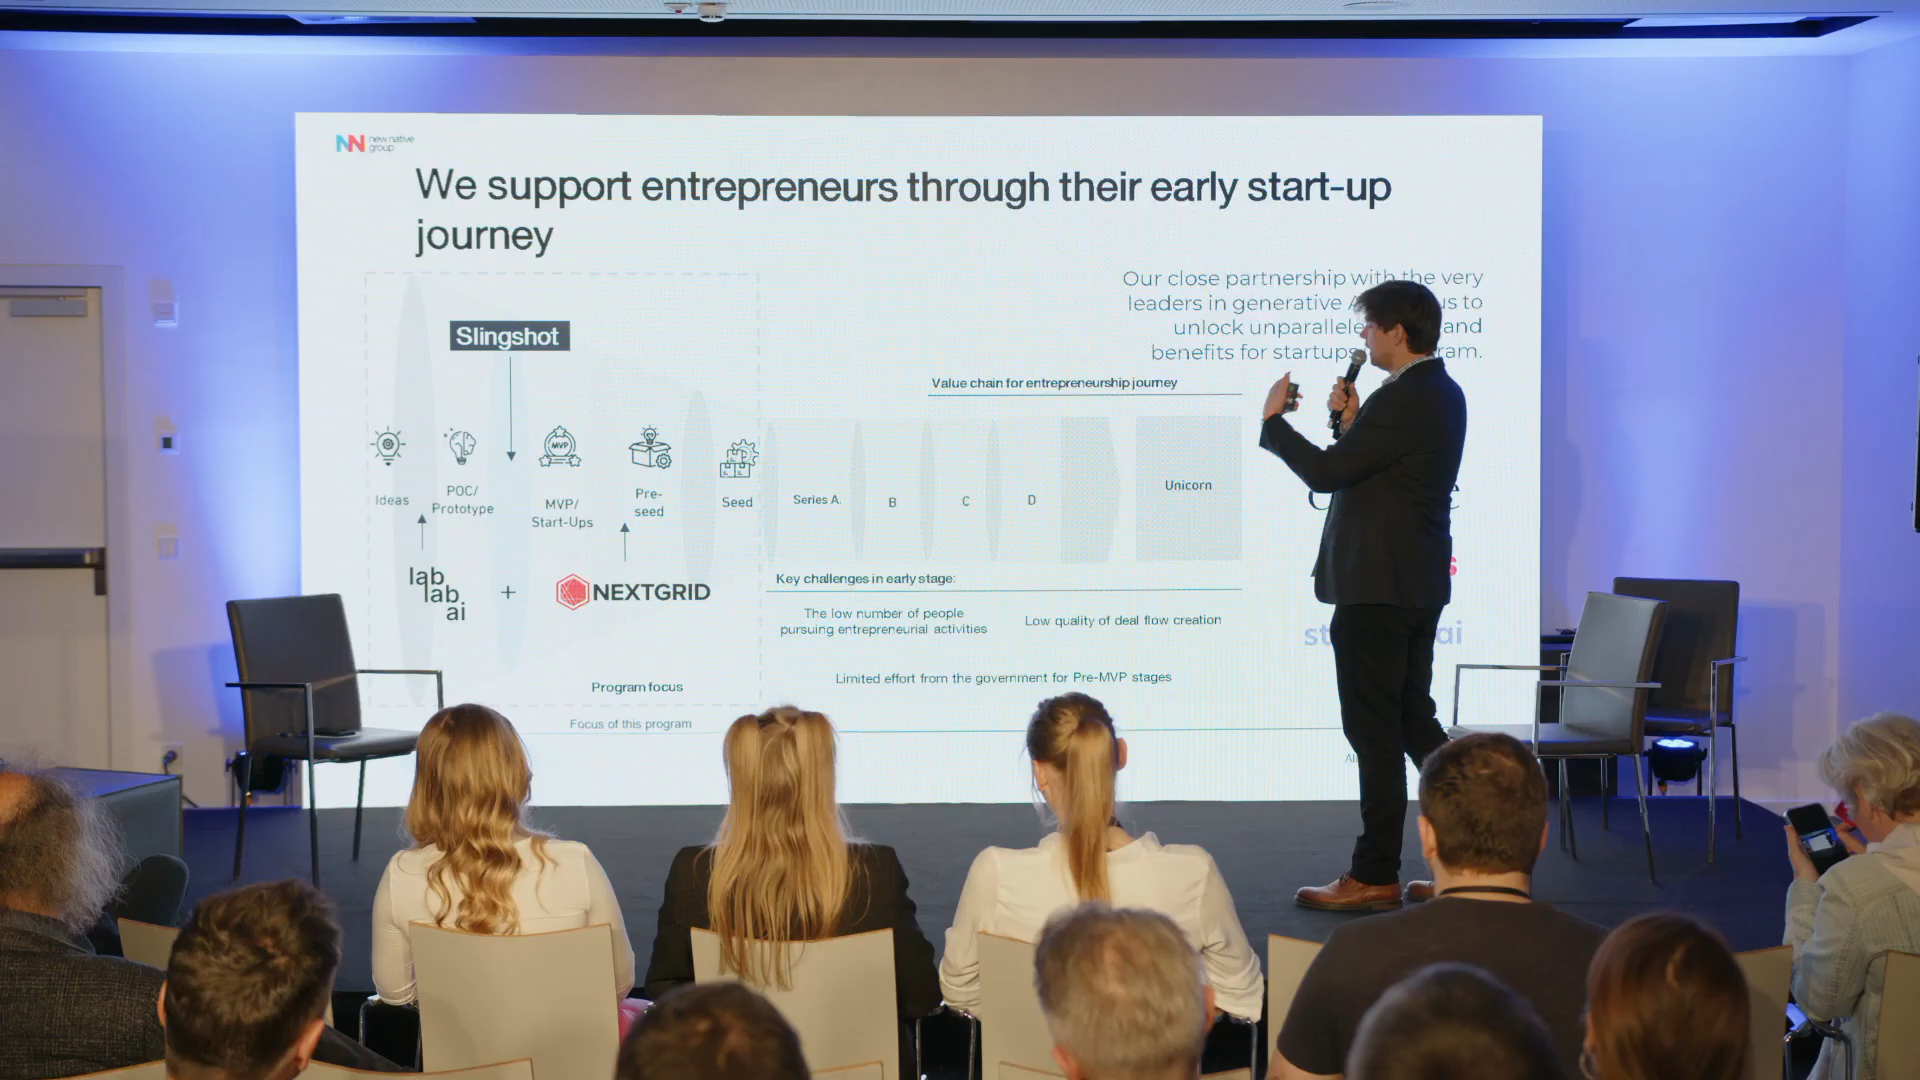 NN new native
group
We support entrepreneurs through their early start-up
journey
Our close partnership with the very
leaders in generative us to
unlock and
benefits for startups
Slingshot
Value chain for entrepreneurship journey
MVP
Ideas
POC/
Prototype
MVP/
Start-Ups
Pre-
seed
Seed
Series A.
B
C
D
Unicorn
lab
lab
ai
+
NEXTGRID
Key challenges in early stage:
The low number of people
pursuing entrepreneurial activities
Low quality of deal flow creation
Limited effort from the government for Pre-MVP stages
Program focus
Focus of this program
ai